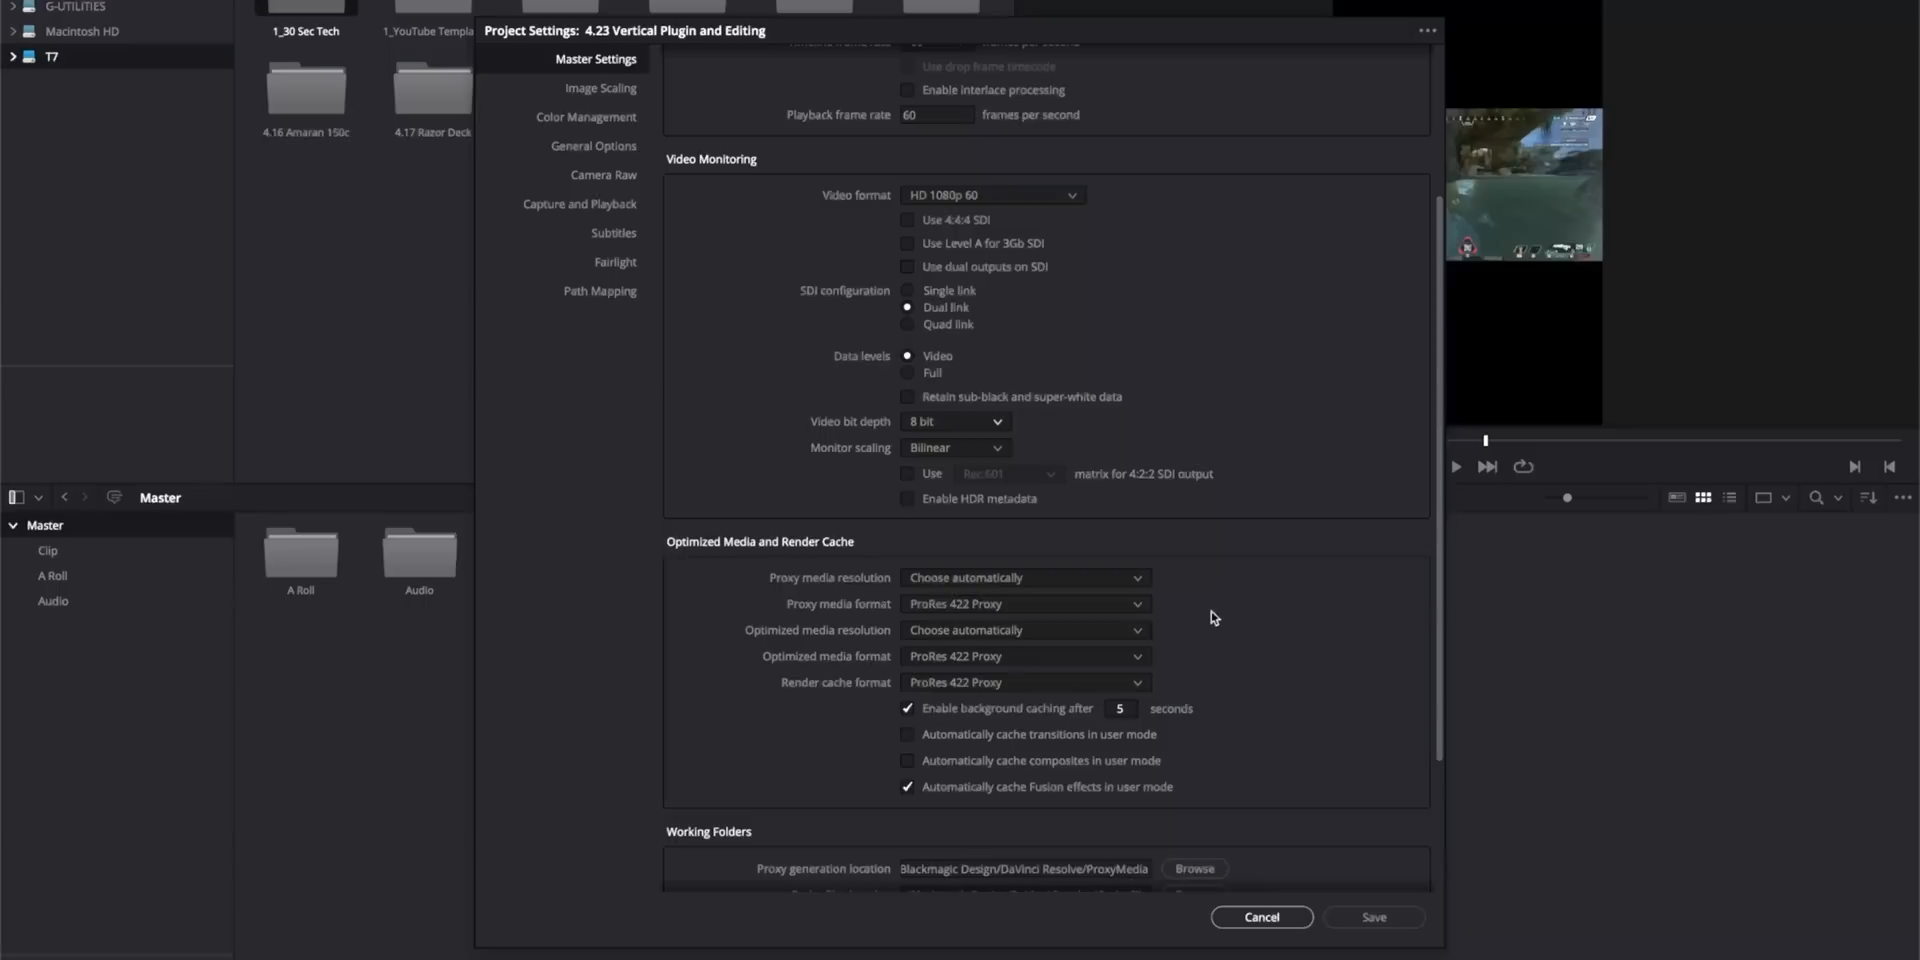 G-UTILITIES
Macintosh HD
T7
1_30 Sec Tech
1_YouTube Templa
4.16 Amaran 150c
4.17 Razor Deck
Project Settings: 4.23 Vertical Plugin and Editing
Master Settings
Image Scaling
Color Management
General Options
Camera Raw
Capture and Playback
Subtitles
Fairlight
Path Mapping
Use drop frame timecode
Enable interlace processing
Playback frame rate 60 frames per second
Video Monitoring
Video format HD 1080p 60
Use 4:4:4 SDI
Use Level A for 3Gb SDI
Use dual outputs on SDI
SDI configuration Single link
Dual link
Quad link
Data levels Video
Full
Retain sub-black and super-white data
Video bit depth 8 bit
Monitor scaling Bilinear
Use Rec.601 matrix for 4:2:2 SDI output
Enable HDR metadata
Optimized Media and Render Cache
Proxy media resolution Choose automatically
Proxy media format ProRes 422 Proxy
Optimized media resolution Choose automatically
Optimized media format ProRes 422 Proxy
Render cache format ProRes 422 Proxy
Enable background caching after 5 seconds
Automatically cache transitions in user mode
Automatically cache composites in user mode
Automatically cache Fusion effects in user mode
Working Folders
Proxy generation location Blackmagic Design/DaVinci Resolve/ProxyMedia Browse
Cancel Save
Master
Master
Clip
A Roll
Audio
A Roll
Audio